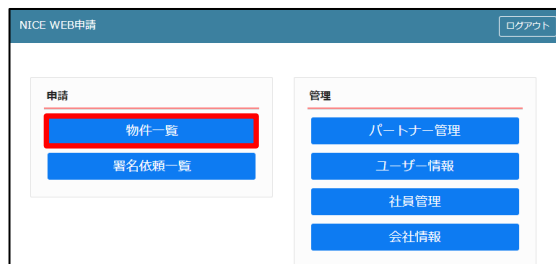 NICE WEB申請
ログアウト
申請
物件一覧
署名依頼一覧
管理
パートナー管理
ユーザー情報
社員管理
会社情報